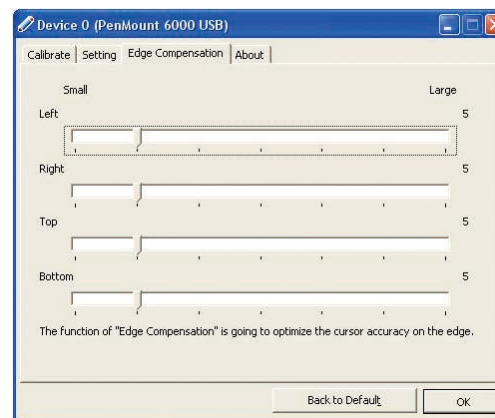 Device 0 (PenMount 6000 USB)
Calibrate Setting Edge Compensation About
Small Large
Left 5
Right 5
Top 5
Bottom 5
The function of "Edge Compensation" is going to optimize the cursor accuracy on the edge.
Back to Default OK